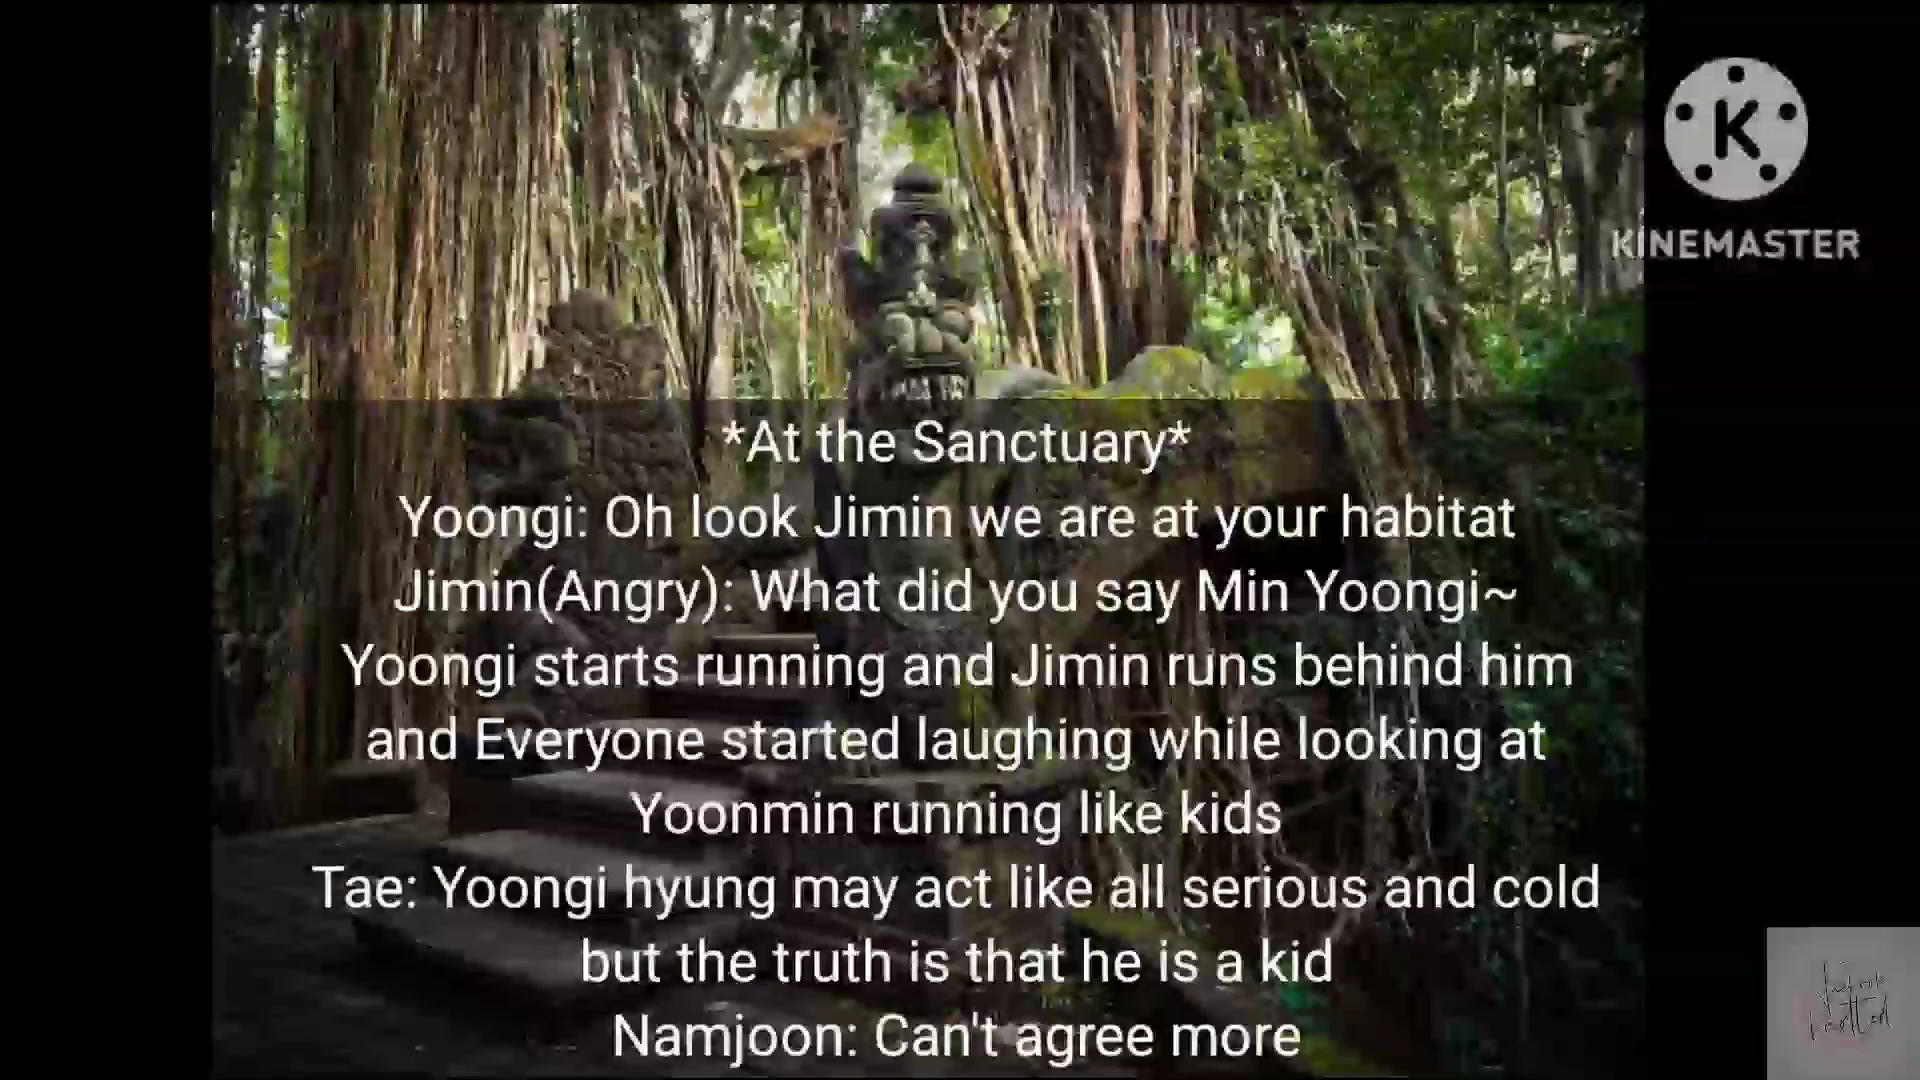 K
KINEMASTER
*At the Sanctuary*
Yoongi: Oh look Jimin we are at your habitat
Jimin(Angry): What did you say Min Yoongi~
Yoongi starts running and Jimin runs behind him
and Everyone started laughing while looking at
Yoonmin running like kids
Tae: Yoongi hyung may act like all serious and cold
but the truth is that he is a kid
Namjoon: Can't agree more